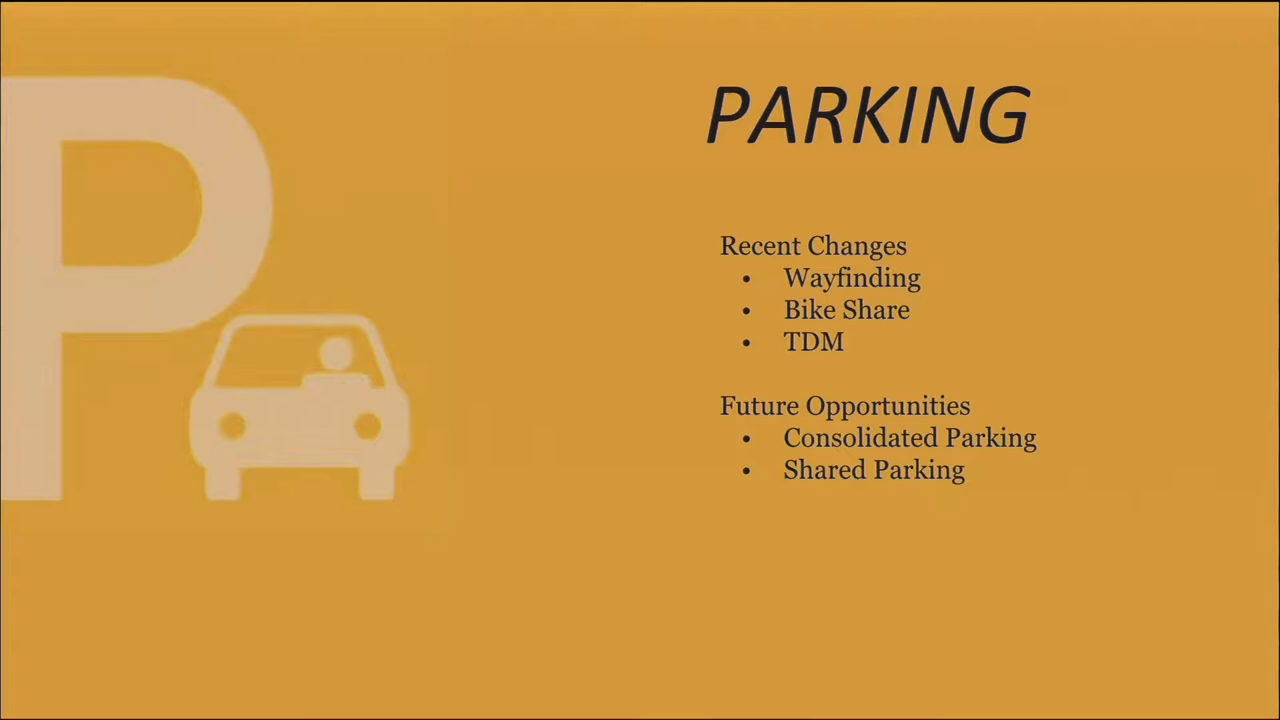 P
PARKING
Recent Changes
• Wayfinding
• Bike Share
• TDM
Future Opportunities
• Consolidated Parking
• Shared Parking